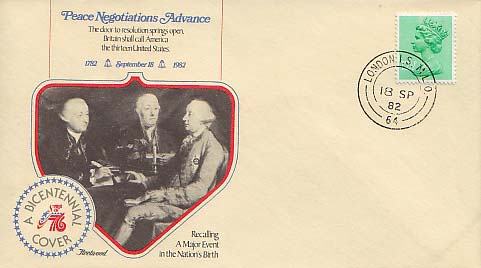 Peace Negotiations Advance
The door to resolution springs open.
Britain shall call America
the thirteen United States.
1782 September 18 1982
LONDON I.S.
18 SP
82
64
A BICENTENNIAL
76
COVER
Fleetwood
Recalling
A Major Event
in the Nation's Birth